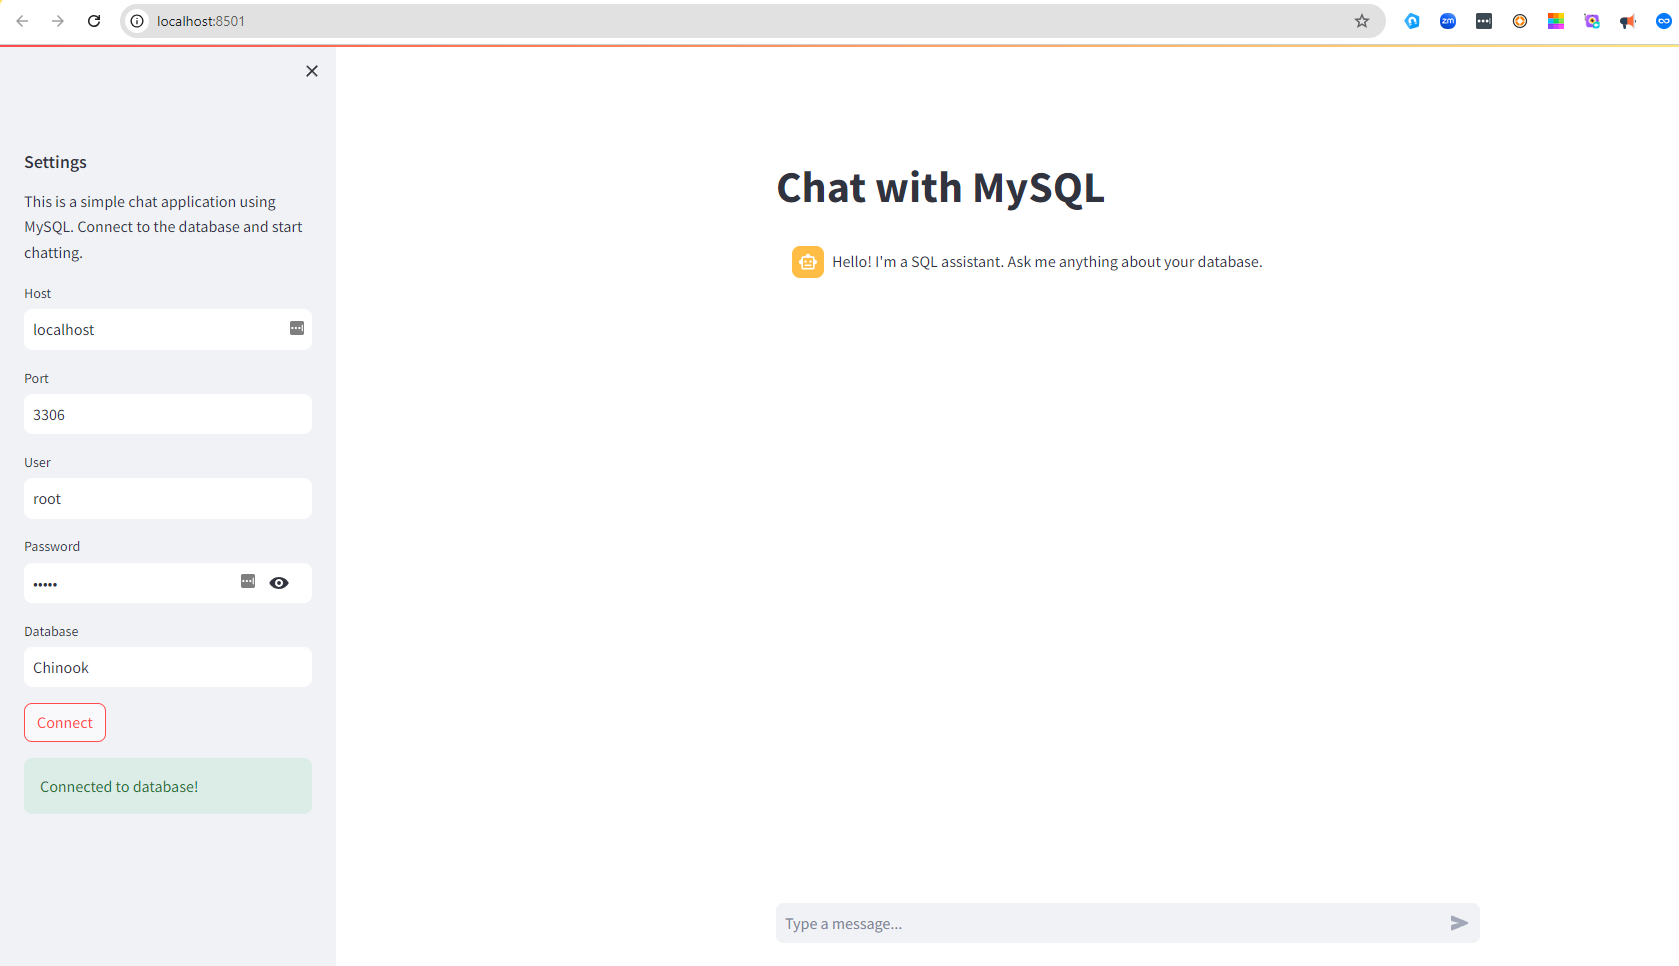 localhost:8501
zm
Settings
This is a simple chat application using
MySQL. Connect to the database and start
chatting.
Host
localhost
Port
3306
User
root
Password
•••••
Database
Chinook
Connect
Connected to database!
Chat with MySQL
Hello! I'm a SQL assistant. Ask me anything about your database.
Type a message...